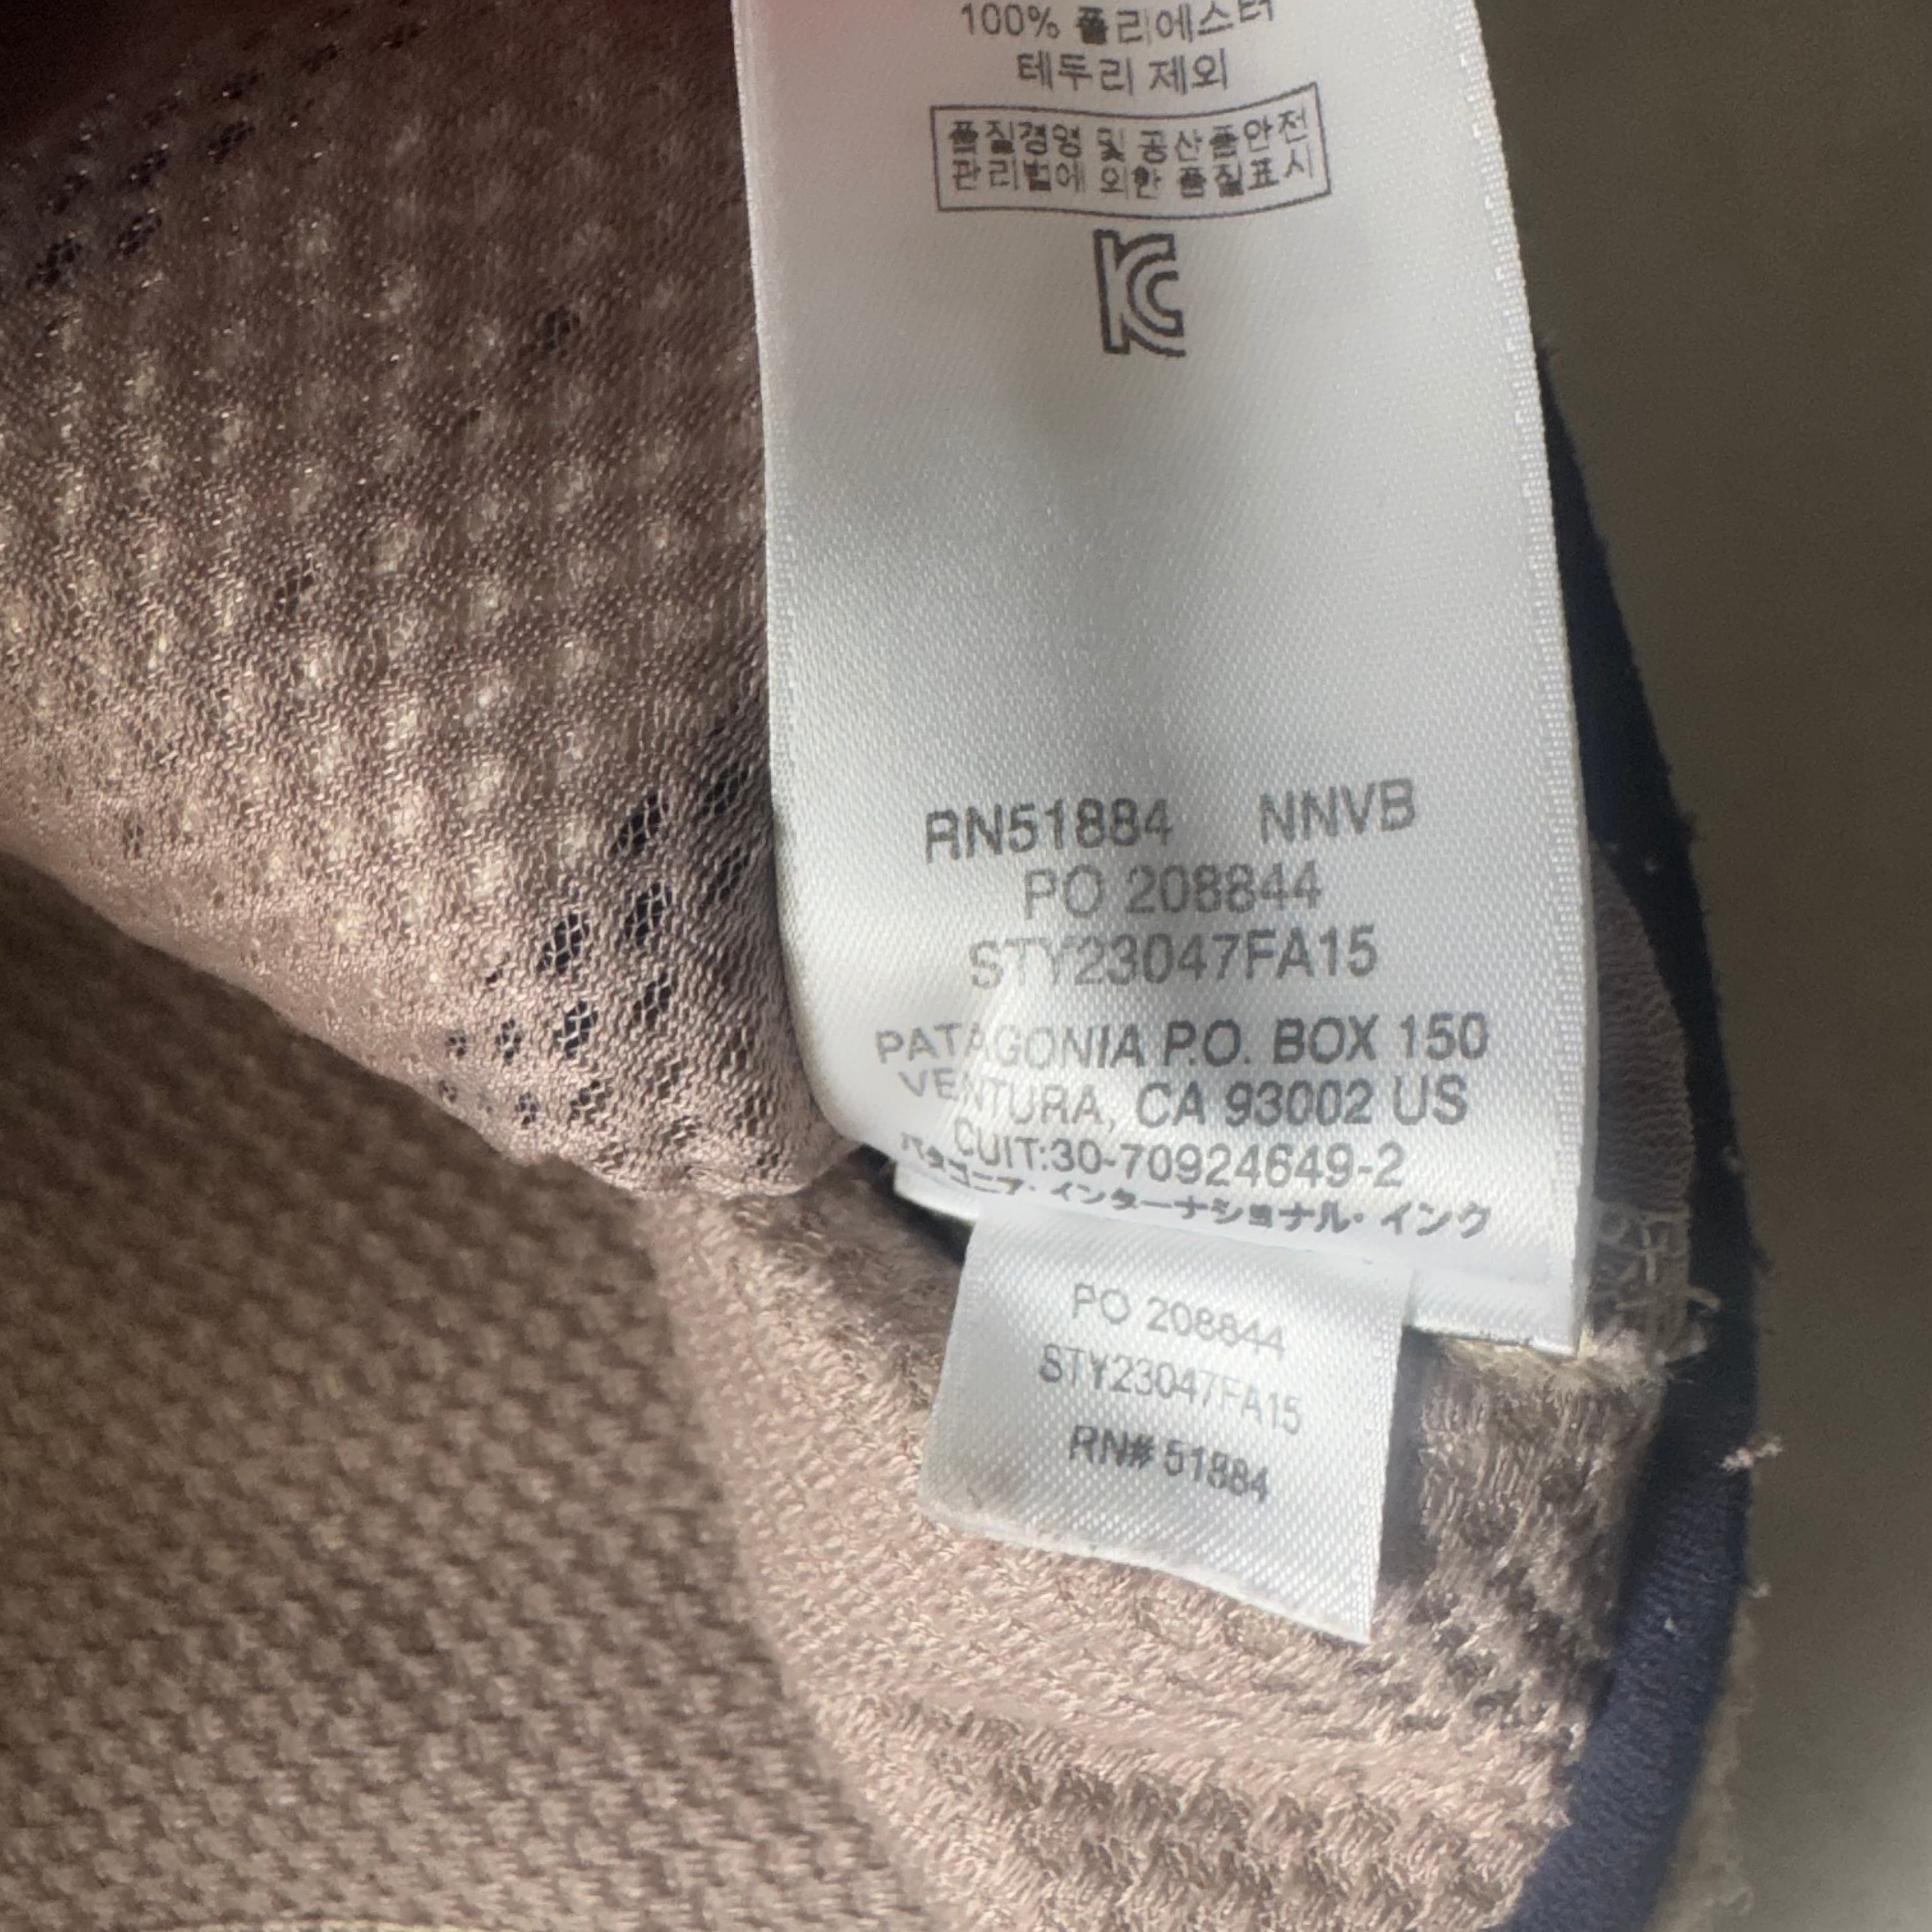 100% 폴리에스터
테두리 제외
품질경영 및 공산품안전
관리법에 의한 품질표시
KC
RN51884 NNVB
PO 208844
STY23047FA15
PATAGONIA P.O. BOX 150
VENTURA, CA 93002 US
CUIT:30-70924649-2
パタゴニア・インターナショナル・インク
PO 208844
STY23047FA15
RN# 51884